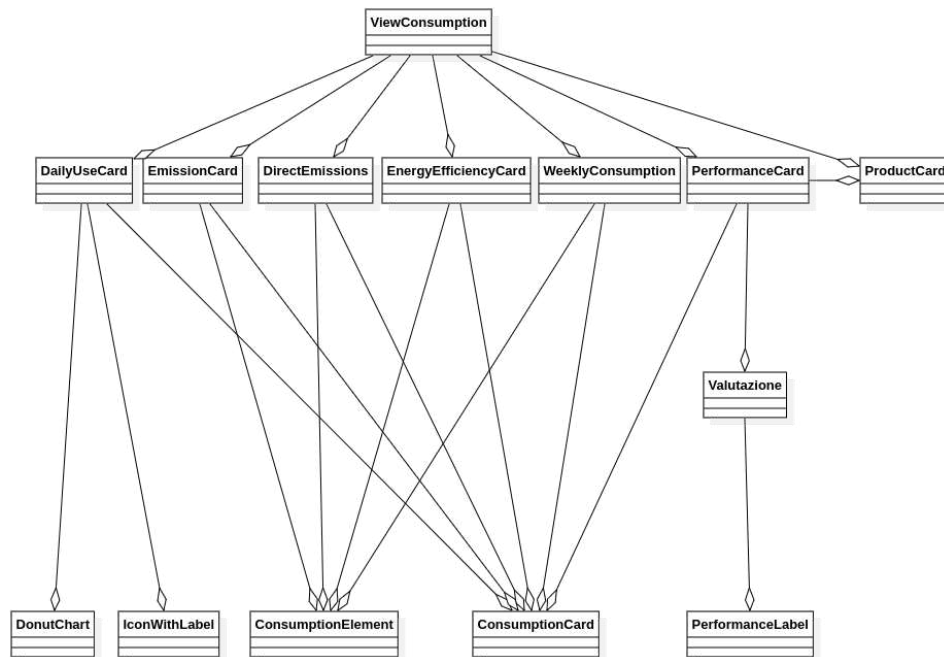 ViewConsumption
DailyUseCard
EmissionCard
DirectEmissions
EnergyEfficiencyCard
WeeklyConsumption
PerformanceCard
ProductCard
Valutazione
DonutChart
IconWithLabel
ConsumptionElement
ConsumptionCard
PerformanceLabel